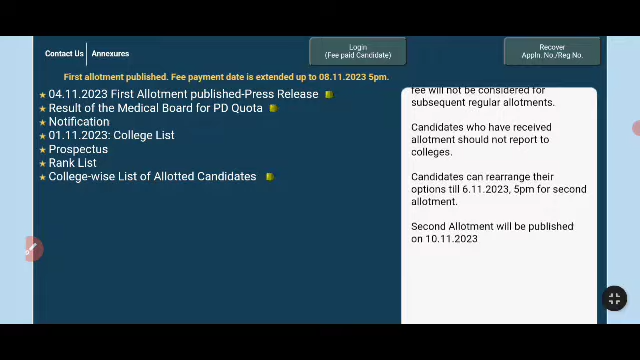 Contact Us
Annexures
Login
(Fee paid Candidate)
Recover
Appln. No./Reg No.
First allotment published. Fee payment date is extended up to 08.11.2023 5pm.
04.11.2023 First Allotment published-Press Release
Result of the Medical Board for PD Quota
Notification
01.11.2023: College List
Prospectus
Rank List
College-wise List of Allotted Candidates
fee will not be considered for
subsequent regular allotments.
Candidates who have received
allotment should not report to
colleges.
Candidates can rearrange their
options till 6.11.2023, 5pm for second
allotment.
Second Allotment will be published
on 10.11.2023